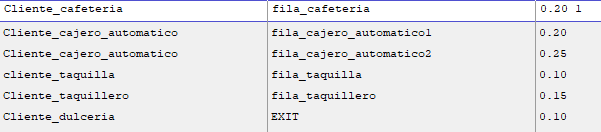 Cliente_cafeteria fila_cafeteria 0.20 1
Cliente_cajero_automatico fila_cajero_automatico1 0.20
Cliente_cajero_automatico fila_cajero_automatico2 0.25
cliente_taquilla fila_taquilla 0.10
Cliente_taquillero fila_taquillero 0.15
Cliente_dulceria EXIT 0.10